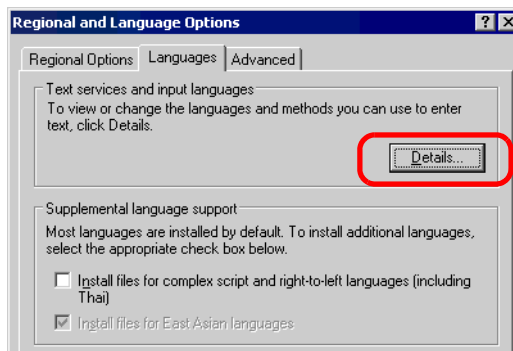 Regional and Language Options
Regional Options Languages Advanced
Text services and input languages
To view or change the languages and methods you can use to enter
text, click Details.
Details...
Supplemental language support
Most languages are installed by default. To install additional languages,
select the appropriate check box below.
Install files for complex script and right-to-left languages (including
Thai)
Install files for East Asian languages